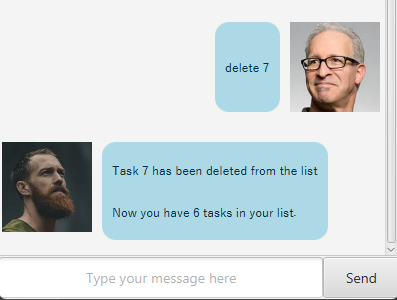 delete 7
Task 7 has been deleted from the list
Now you have 6 tasks in your list.
Type your message here
Send